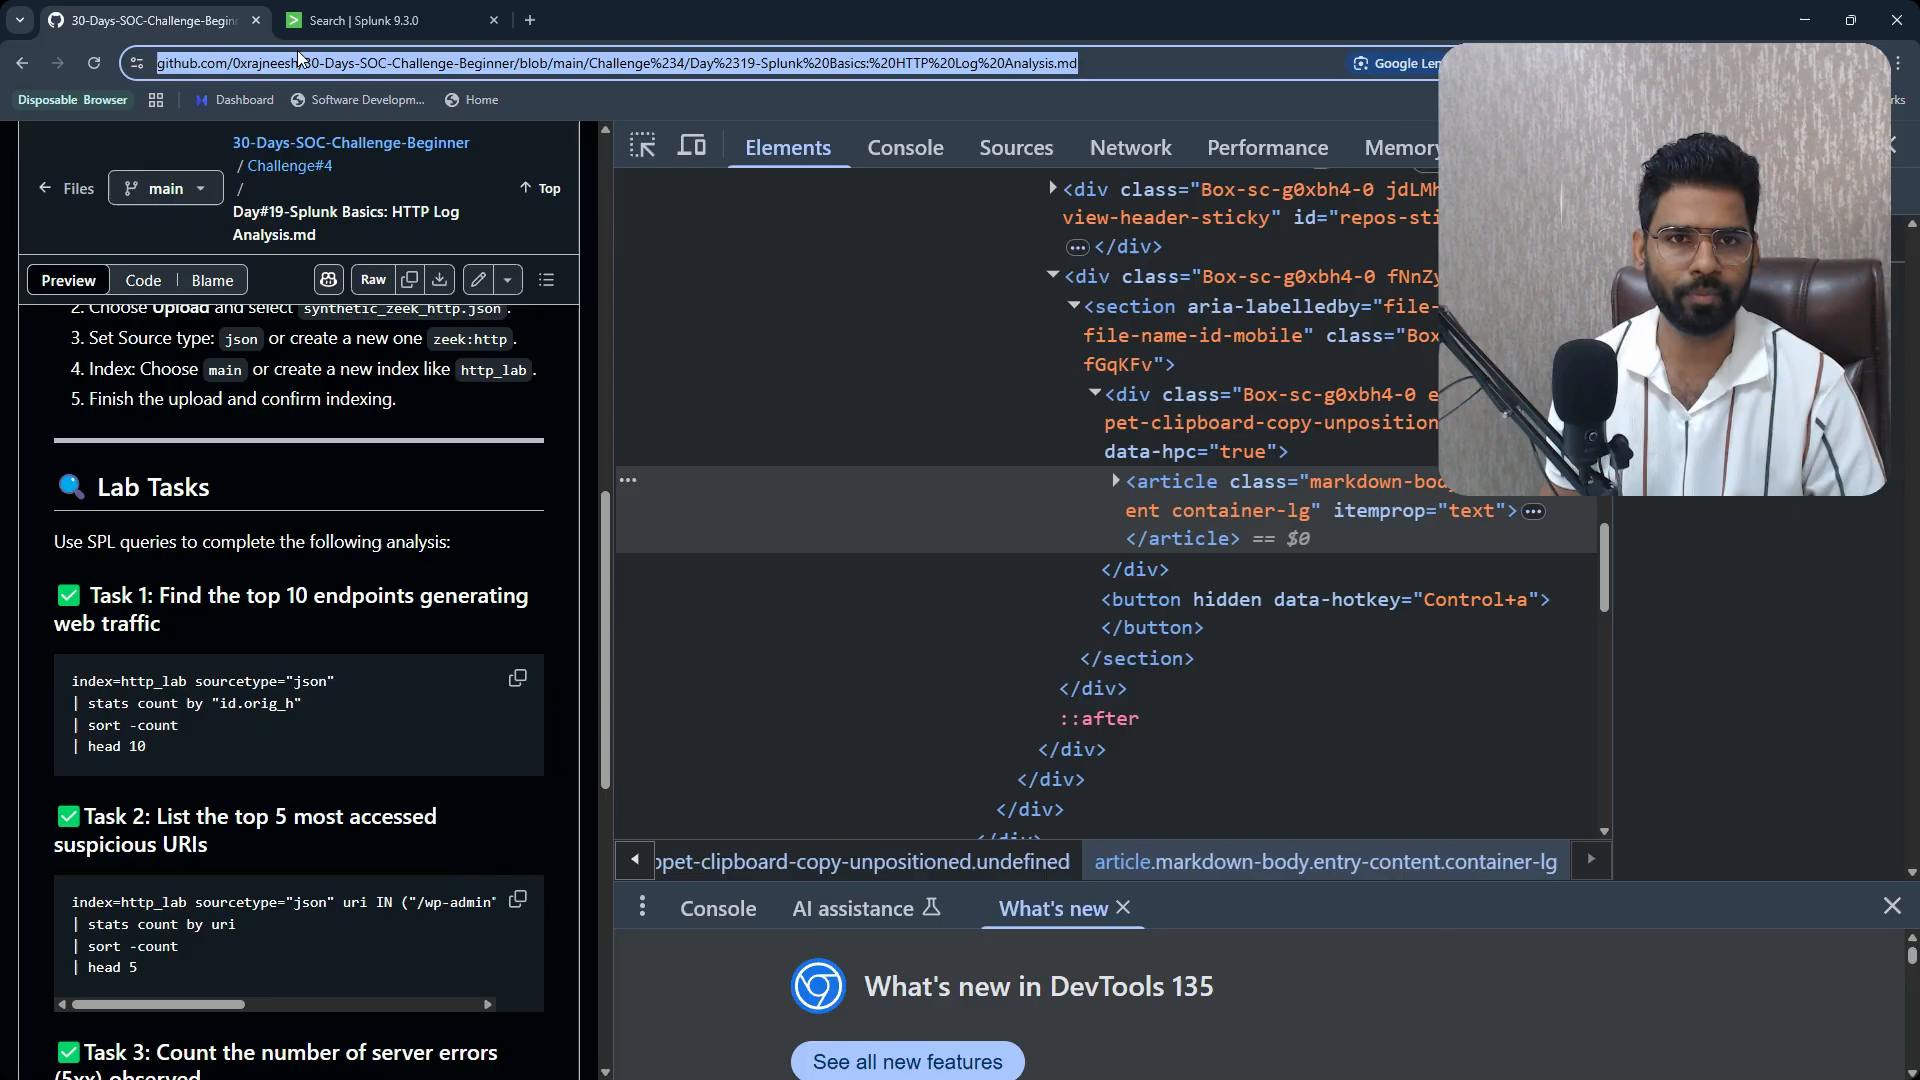 30-Days-SOC-Challenge-Beginn
Search | Splunk 9.3.0
github.com/0xrajneesh/30-Days-SOC-Challenge-Beginner/blob/main/Challenge%234/Day%2319-Splunk%20Basics:%20HTTP%20Log%20Analysis.md
Google Len
Disposable Browser
Dashboard
Software Developm...
Home
rks
30-Days-SOC-Challenge-Beginner
/ Challenge#4
/
Day#19-Splunk Basics: HTTP Log
Analysis.md
Files
main
Top
Preview
Code
Blame
Raw
2. Choose Upload and select synthetic_zeek_http.json.
3. Set Source type: json or create a new one zeek:http.
4. Index: Choose main or create a new index like http_lab.
5. Finish the upload and confirm indexing.
Lab Tasks
Use SPL queries to complete the following analysis:
Task 1: Find the top 10 endpoints generating
web traffic
index=http_lab sourcetype="json"
| stats count by "id.orig_h"
| sort -count
| head 10
Task 2: List the top 5 most accessed
suspicious URIs
index=http_lab sourcetype="json" uri IN ("/wp-admin"
| stats count by uri
| sort -count
| head 5
Task 3: Count the number of server errors
(5xx) observed
Elements
Console
Sources
Network
Performance
Memory
<div class="Box-sc-g0xbh4-0 jdLMh
view-header-sticky" id="repos-sti
… </div>
<div class="Box-sc-g0xbh4-0 fNnZy
<section aria-labelledby="file-
file-name-id-mobile" class="Box
fGqKFv">
<div class="Box-sc-g0xbh4-0 e
pet-clipboard-copy-unposition
data-hpc="true">
...
<article class="markdown-bod
ent container-lg" itemprop="text"> …
</article> == $0
</div>
<button hidden data-hotkey="Control+a">
</button>
</section>
</div>
::after
</div>
</div>
</div>
</div>
ppet-clipboard-copy-unpositioned.undefined
article.markdown-body.entry-content.container-lg
Console
AI assistance
What's new
What's new in DevTools 135
See all new features